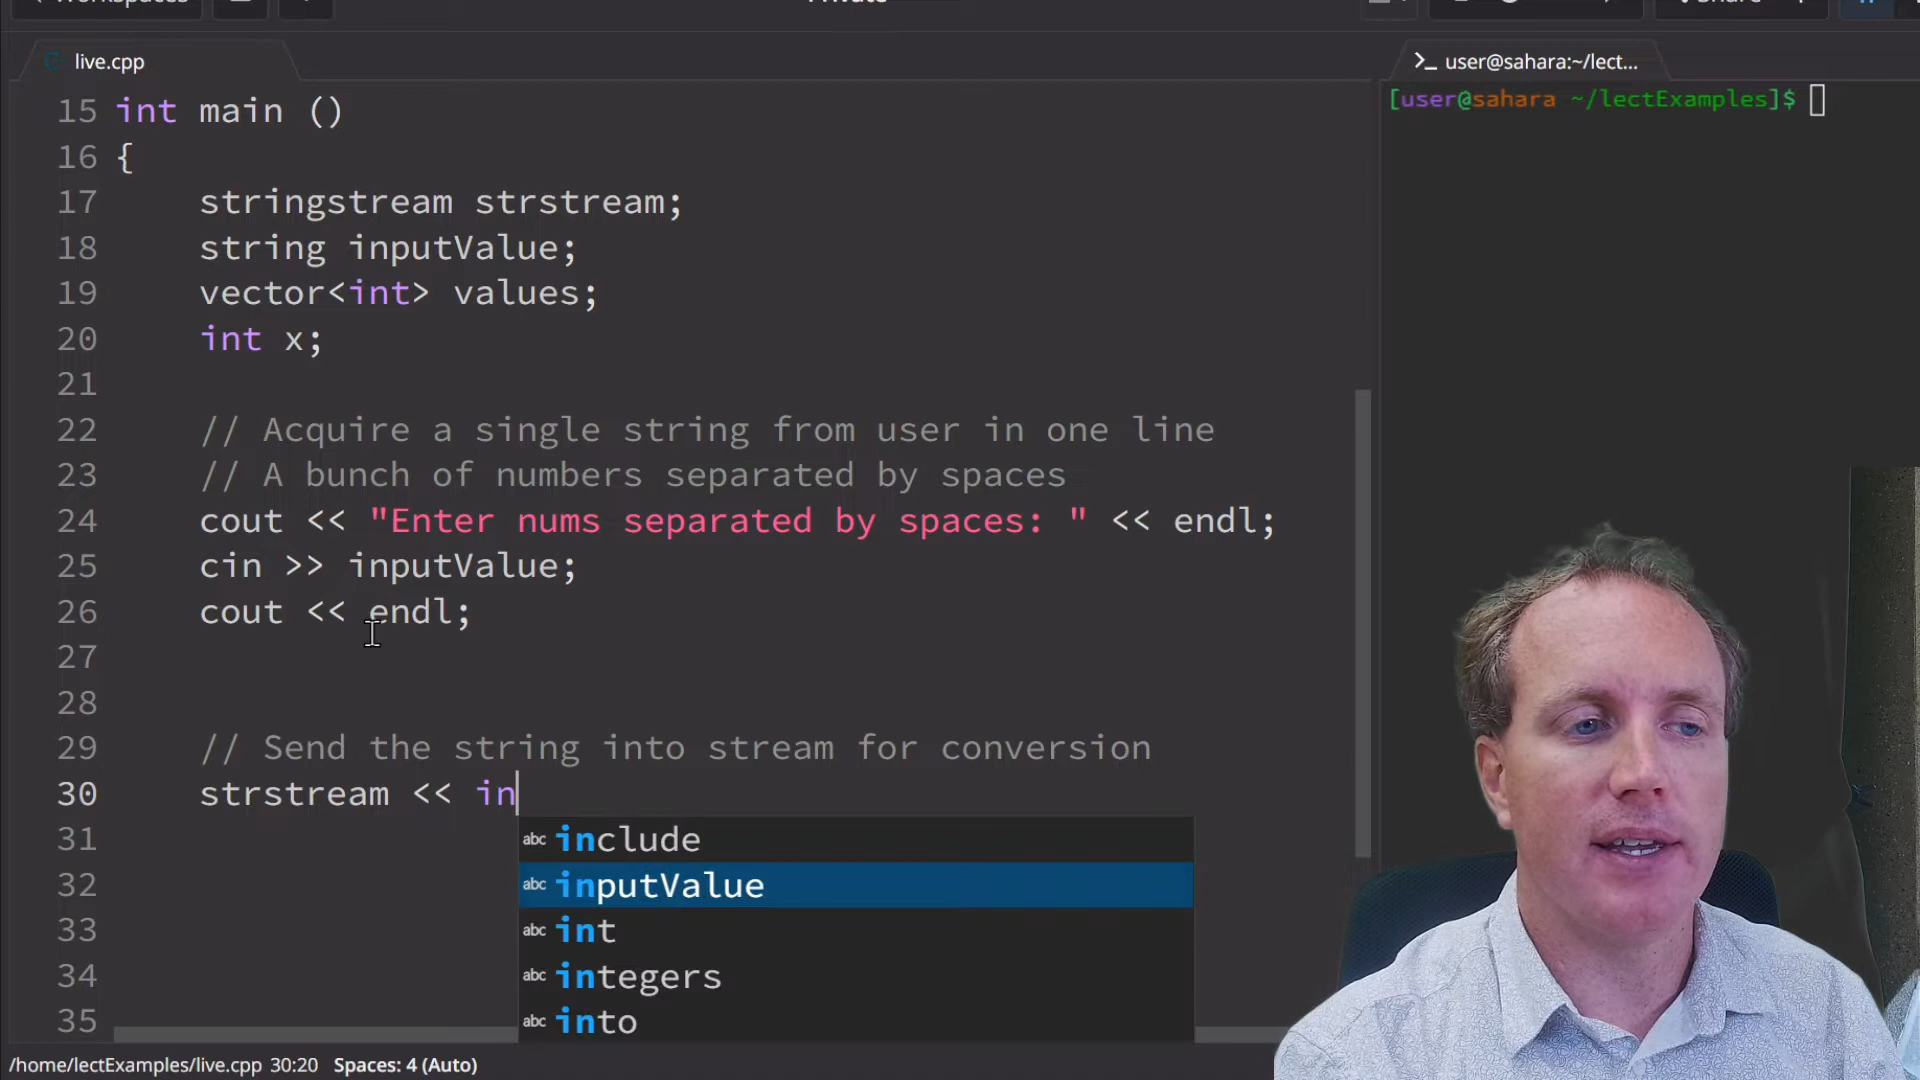 Workspaces
Private
Share
live.cpp
user@sahara:~/lect...
[user@sahara ~/lectExamples]$
15 int main ()
16 {
17 stringstream strstream;
18 string inputValue;
19 vector<int> values;
20 int x;
21
22 // Acquire a single string from user in one line
23 // A bunch of numbers separated by spaces
24 cout << "Enter nums separated by spaces: " << endl;
25 cin >> inputValue;
26 cout << endl;
27
28
29 // Send the string into stream for conversion
30 strstream << in
31
abc include
32
abc inputValue
33
abc int
34
abc integers
35
abc into
/home/lectExamples/live.cpp 30:20 Spaces: 4 (Auto)